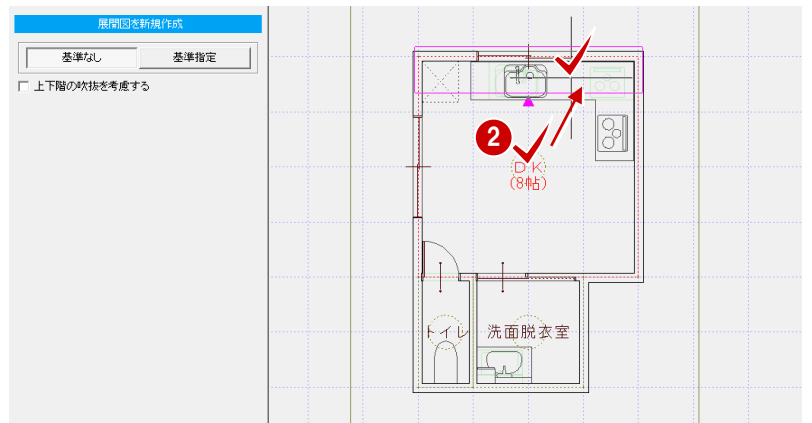 展開図を新規作成
基準なし
基準指定
上下階の吹抜を考慮する
2
DK
(8帖)
トイレ
洗面脱衣室